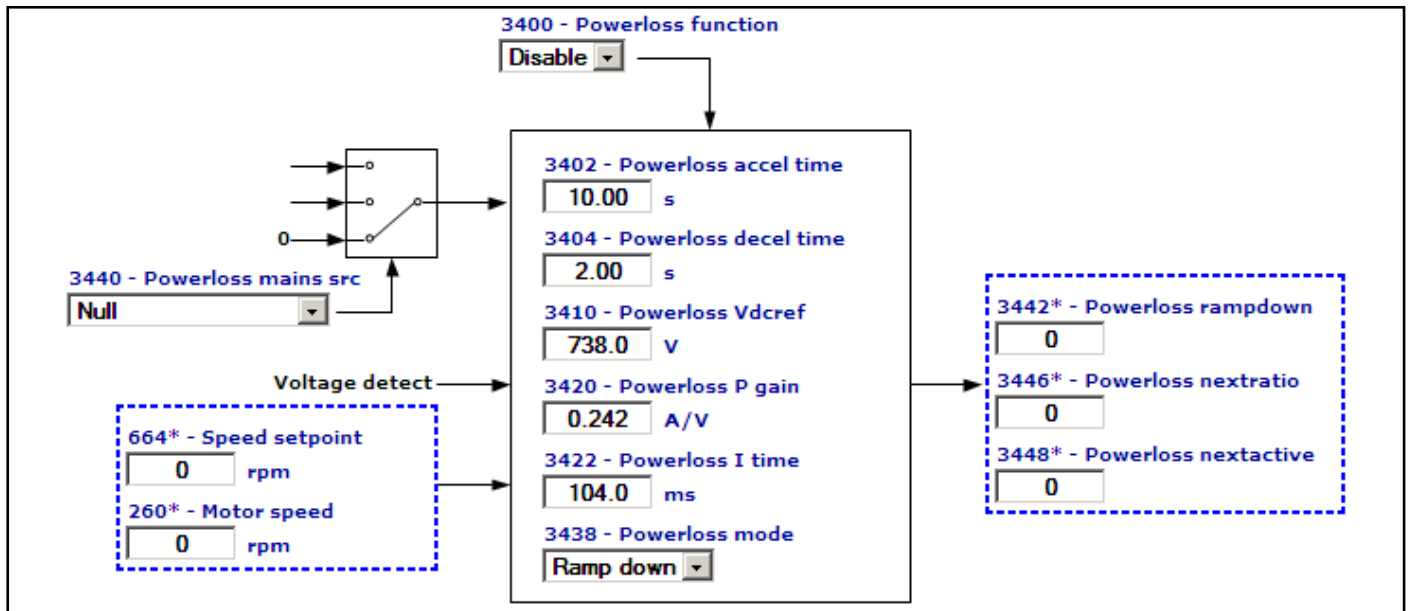 3400 - Powerloss function
Disable
3402 - Powerloss accel time
10.00 s
3404 - Powerloss decel time
2.00 s
0
3440 - Powerloss mains src
Null
3410 - Powerloss Vdcref
738.0 V
Voltage detect
3420 - Powerloss P gain
0.242 A/V
664* - Speed setpoint
0 rpm
260* - Motor speed
0 rpm
3422 - Powerloss I time
104.0 ms
3438 - Powerloss mode
Ramp down
3442* - Powerloss rampdown
0
3446* - Powerloss nextratio
0
3448* - Powerloss nextactive
0